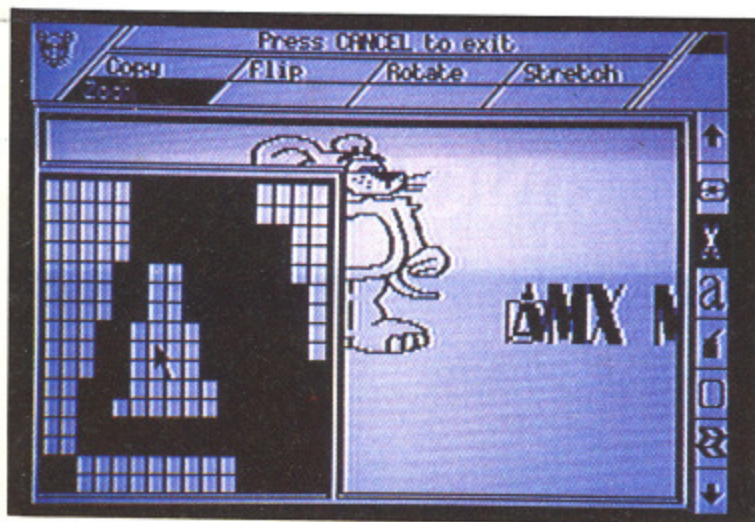 Press CANCEL to exit
Copy Flip Rotate Stretch
Zoom
a
AMX M